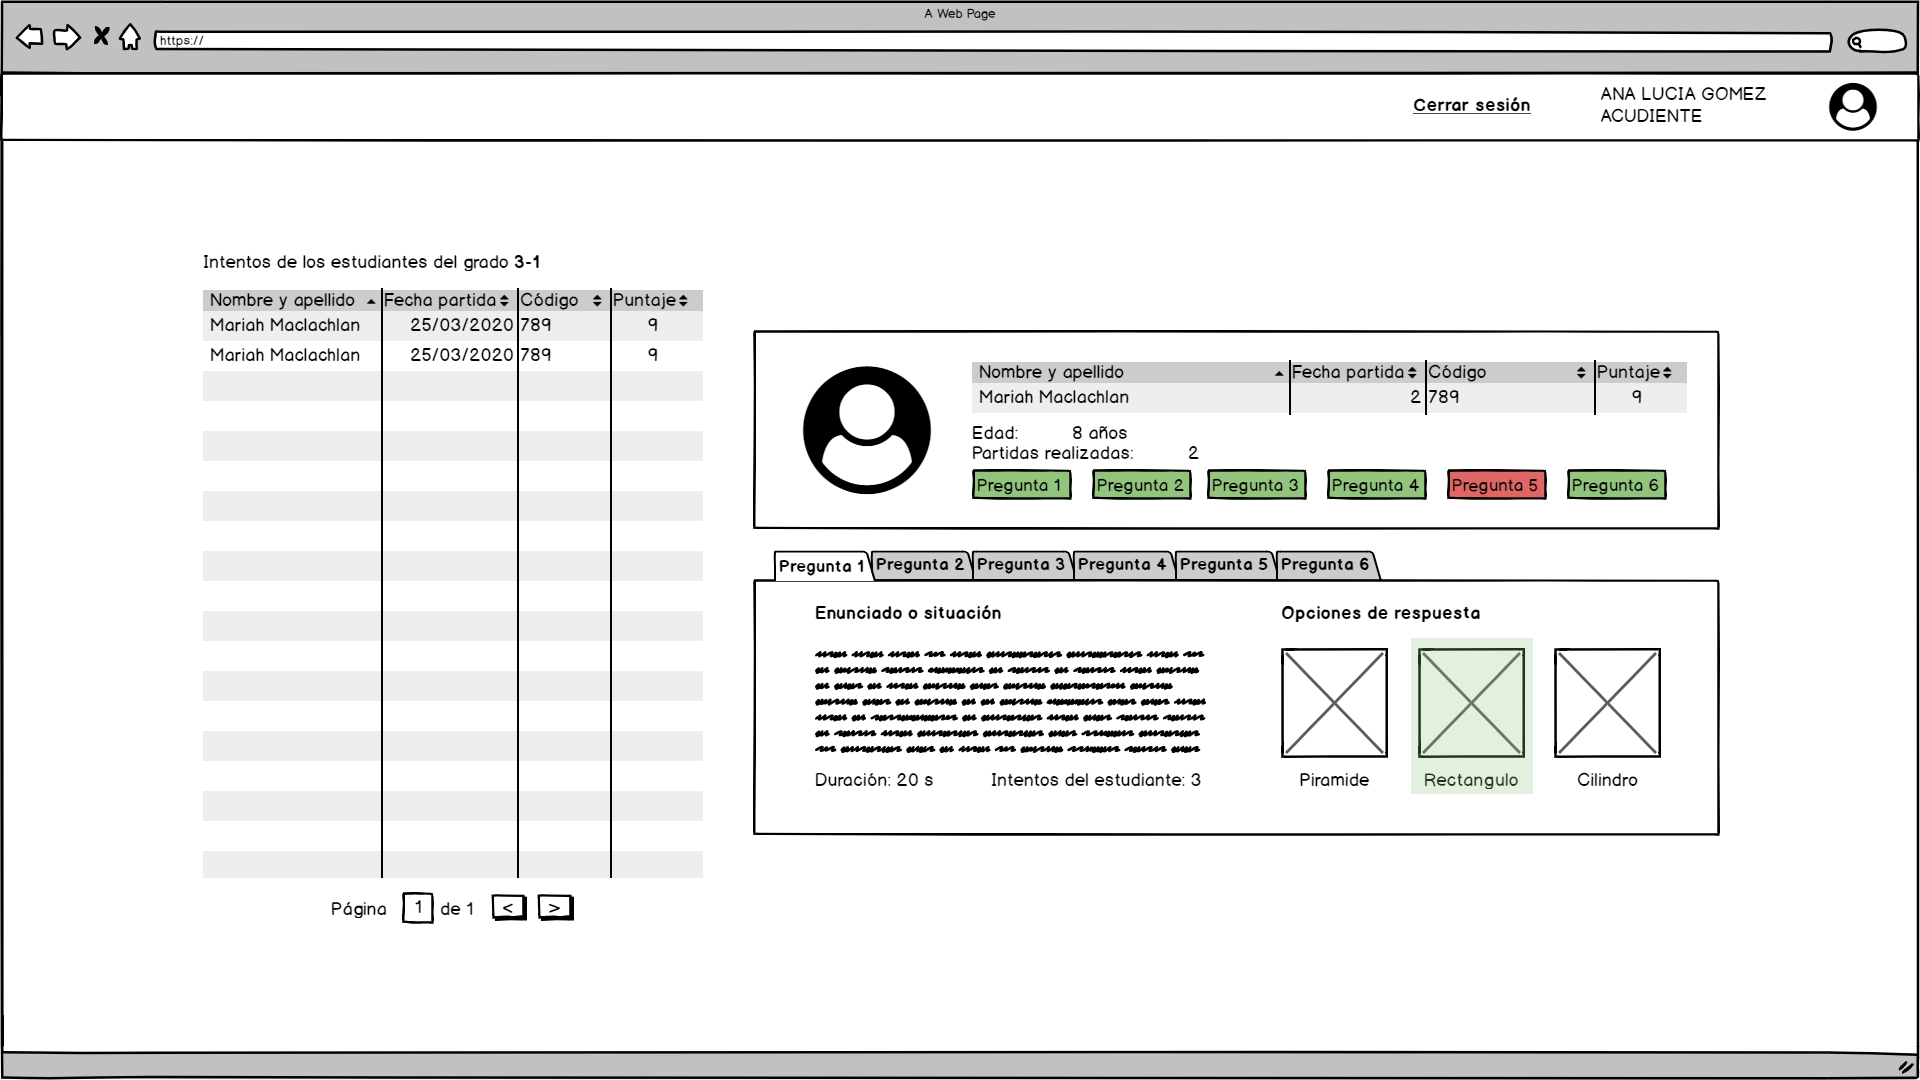 A Web Page
https://
Cerrar sesión
ANA LUCIA GOMEZ
ACUDIENTE
Intentos de los estudiantes del grado 3-1
Nombre y apellido Fecha partida Código Puntaje
Mariah Maclachlan 25/03/2020 789 9
Mariah Maclachlan 25/03/2020 789 9
Página 1 de 1 < >
Nombre y apellido Fecha partida Código Puntaje
Mariah Maclachlan 2 789 9
Edad: 8 años
Partidas realizadas: 2
Pregunta 1 Pregunta 2 Pregunta 3 Pregunta 4 Pregunta 5 Pregunta 6
Pregunta 1 Pregunta 2 Pregunta 3 Pregunta 4 Pregunta 5 Pregunta 6
Enunciado o situación
Duración: 20 s Intentos del estudiante: 3
Opciones de respuesta
Piramide Rectangulo Cilindro